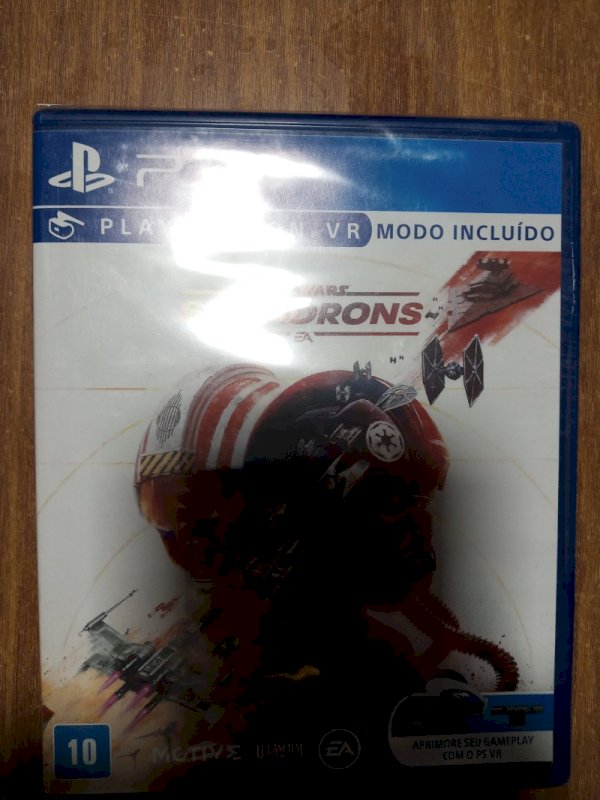 PLAY N VR MODO INCLUÍDO
WARS
DRONS
EA
10
MOTIVE
EA
APRIMORE SEU GAMEPLAY
COM O PS VR